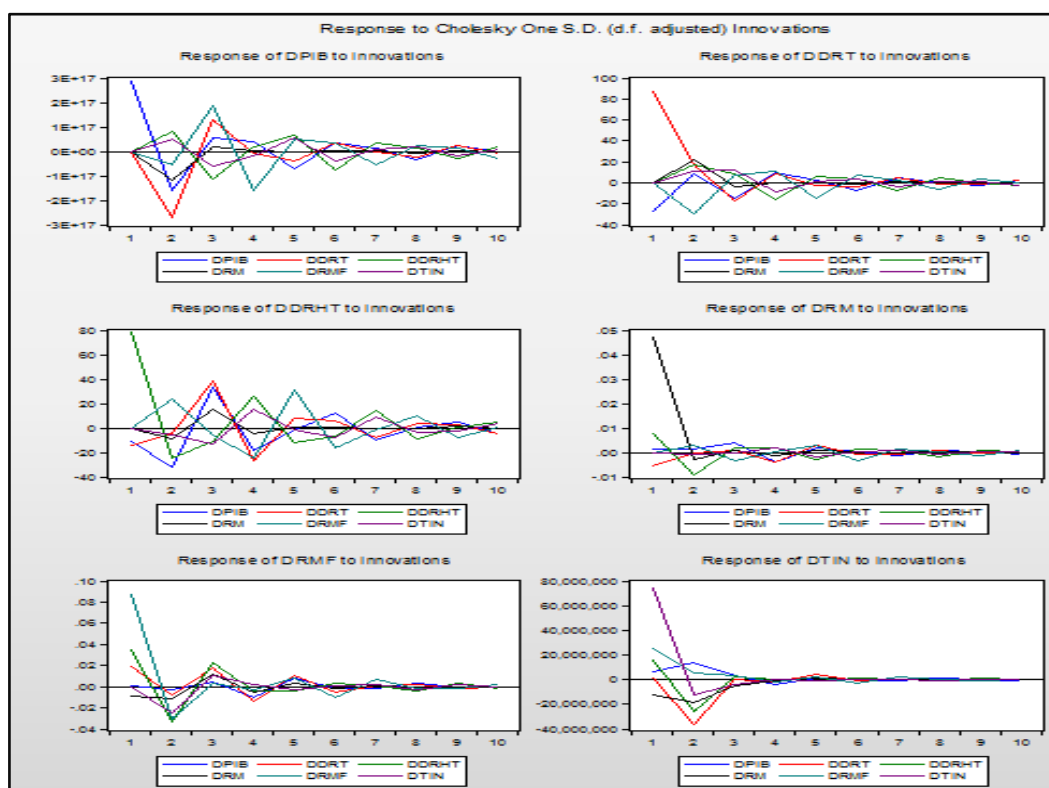 Response to Cholesky One S.D. (d.f. adjusted) Innovations
Response of DPIB to Innovations
3E+17
2E+17
1E+17
0E+00
-1E+17
-2E+17
-3E+17
1 2 3 4 5 6 7 8 9 10
DPIB DDRT DDRHT
DRM DRMF DTIN
Response of DDRT to Innovations
100
80
60
40
20
0
-20
-40
1 2 3 4 5 6 7 8 9 10
DPIB DDRT DDRHT
DRM DRMF DTIN
Response of DDRHT to Innovations
80
60
40
20
0
-20
-40
1 2 3 4 5 6 7 8 9 10
DPIB DDRT DDRHT
DRM DRMF DTIN
Response of DRM to Innovations
.05
.04
.03
.02
.01
.00
-.01
1 2 3 4 5 6 7 8 9 10
DPIB DDRT DDRHT
DRM DRMF DTIN
Response of DRMF to Innovations
.10
.08
.06
.04
.02
.00
-.02
-.04
1 2 3 4 5 6 7 8 9 10
DPIB DDRT DDRHT
DRM DRMF DTIN
Response of DTIN to Innovations
80,000,000
60,000,000
40,000,000
20,000,000
0
-20,000,000
-40,000,000
1 2 3 4 5 6 7 8 9 10
DPIB DDRT DDRHT
DRM DRMF DTIN